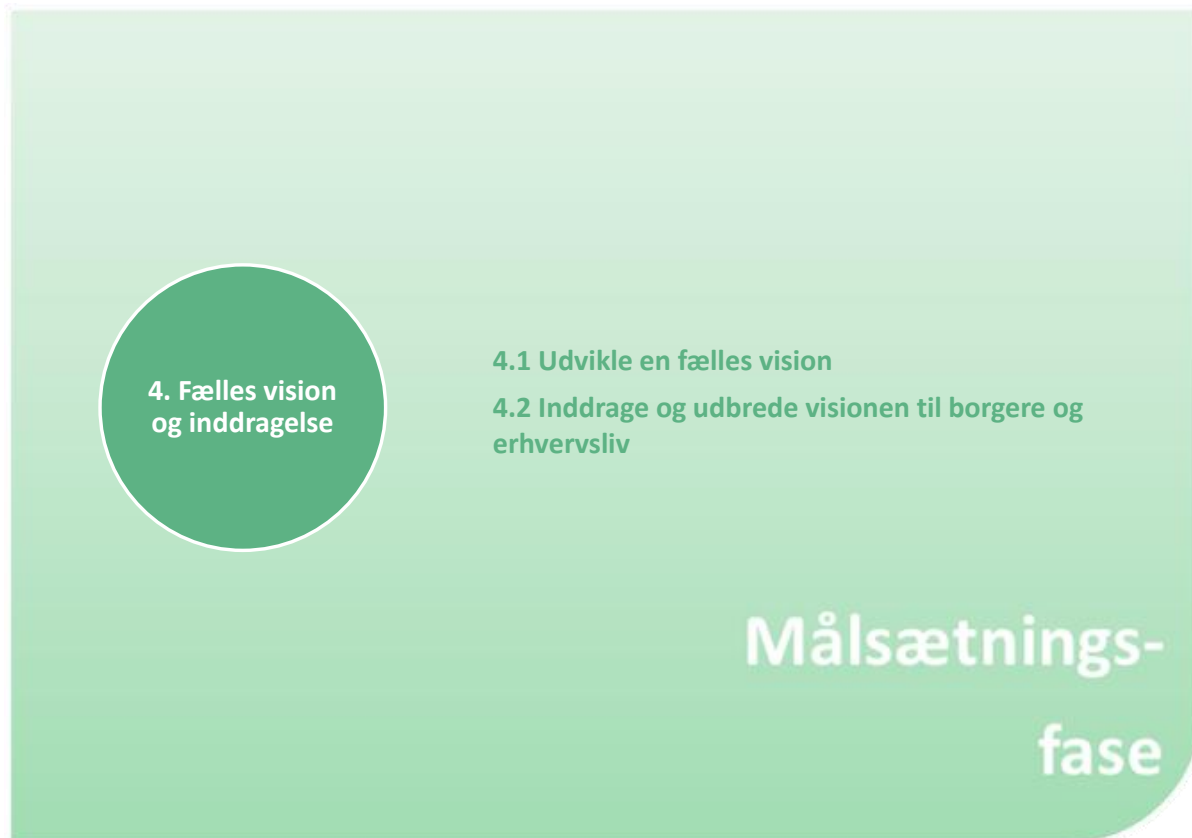 4. Fælles vision
og inddragelse
4.1 Udvikle en fælles vision
4.2 Inddrage og udbrede visionen til borgere og
erhvervsliv
Målsætnings-
fase